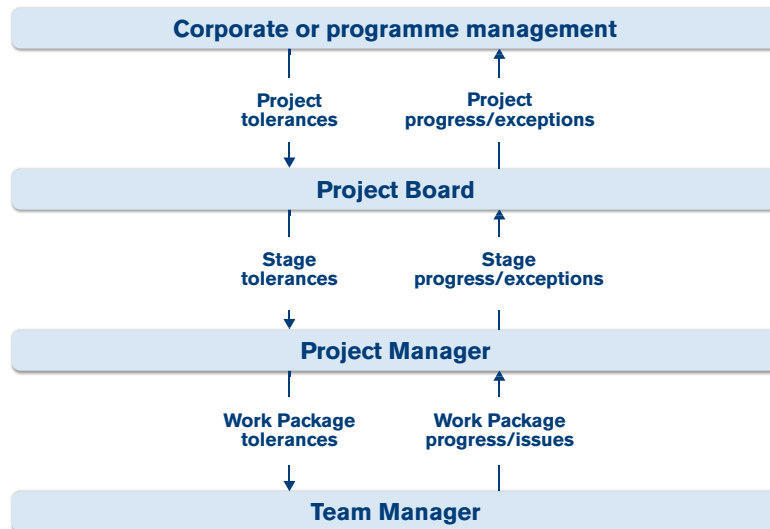 Corporate or programme management
Project
tolerances
Project
progress/exceptions
Project Board
Stage
tolerances
Stage
progress/exceptions
Project Manager
Work Package
tolerances
Work Package
progress/issues
Team Manager